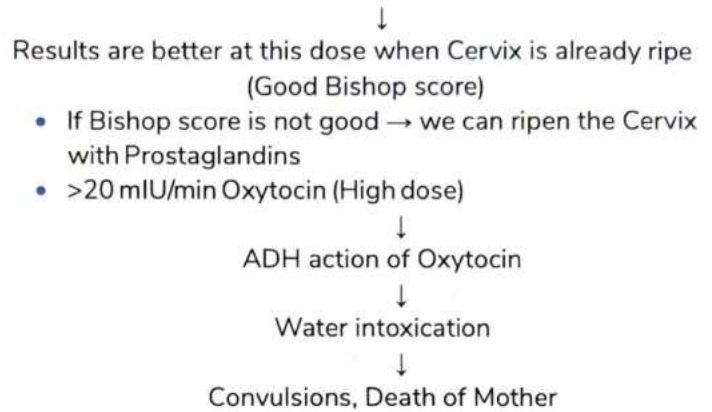 ↓
Results are better at this dose when Cervix is already ripe
(Good Bishop score)
• If Bishop score is not good → we can ripen the Cervix
with Prostaglandins
• >20 mIU/min Oxytocin (High dose)
↓
ADH action of Oxytocin
↓
Water intoxication
↓
Convulsions, Death of Mother